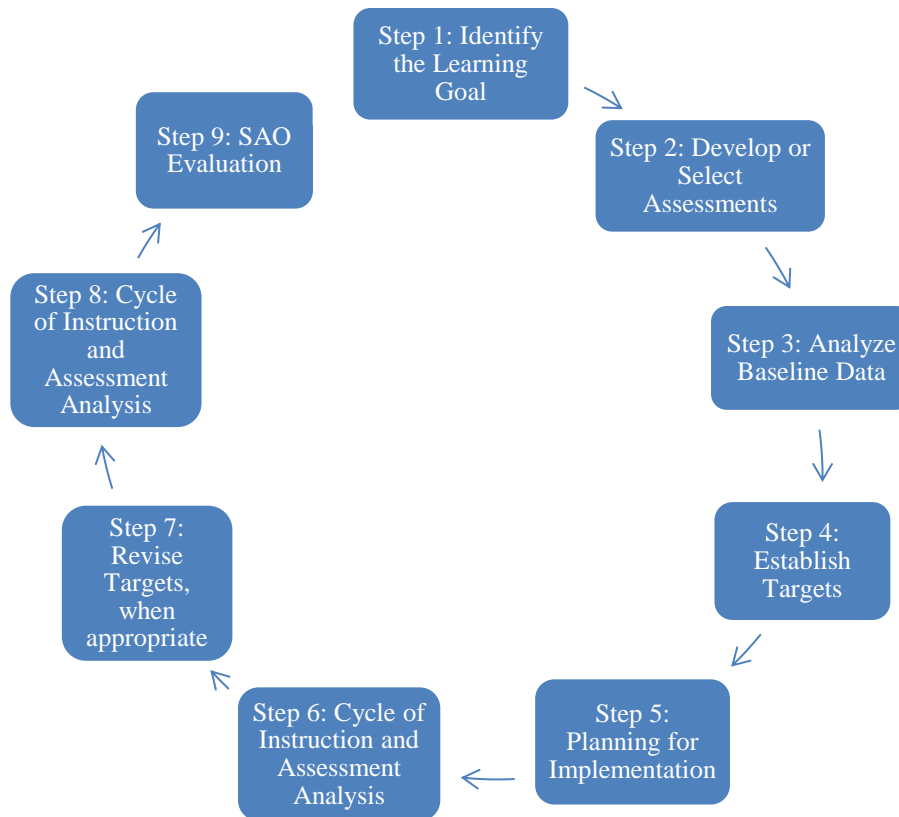 Step 1: Identify
the Learning
Goal
Step 2: Develop or
Select
Assessments
Step 3: Analyze
Baseline Data
Step 4:
Establish
Targets
Step 5:
Planning for
Implementation
Step 6: Cycle of
Instruction and
Assessment
Analysis
Step 7:
Revise
Targets,
when
appropriate
Step 8: Cycle
of Instruction
and
Assessment
Analysis
Step 9: SAO
Evaluation